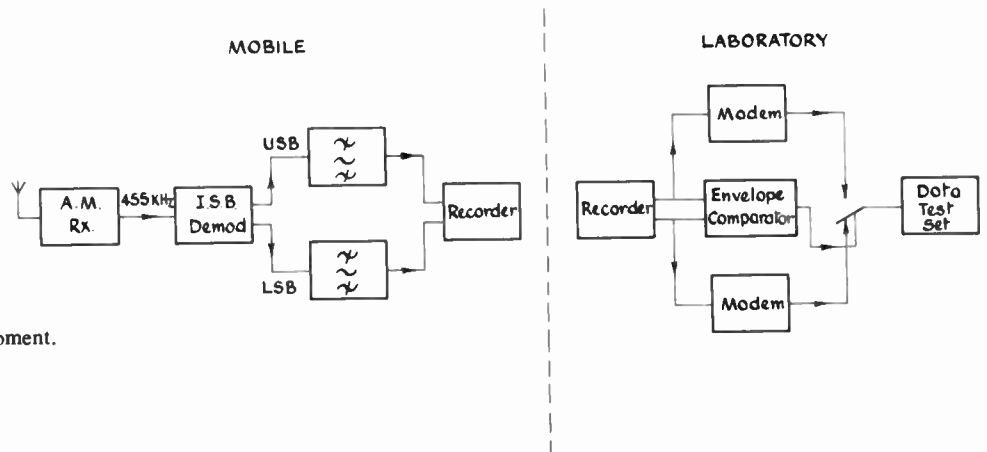 MOBILE
LABORATORY
USB
A.M.
Rx.
455 kHz
I.S.B.
Demod
LSB
Recorder
Recorder
Modem
Envelope
Comparator
Modem
Data
Test
Set
pment.